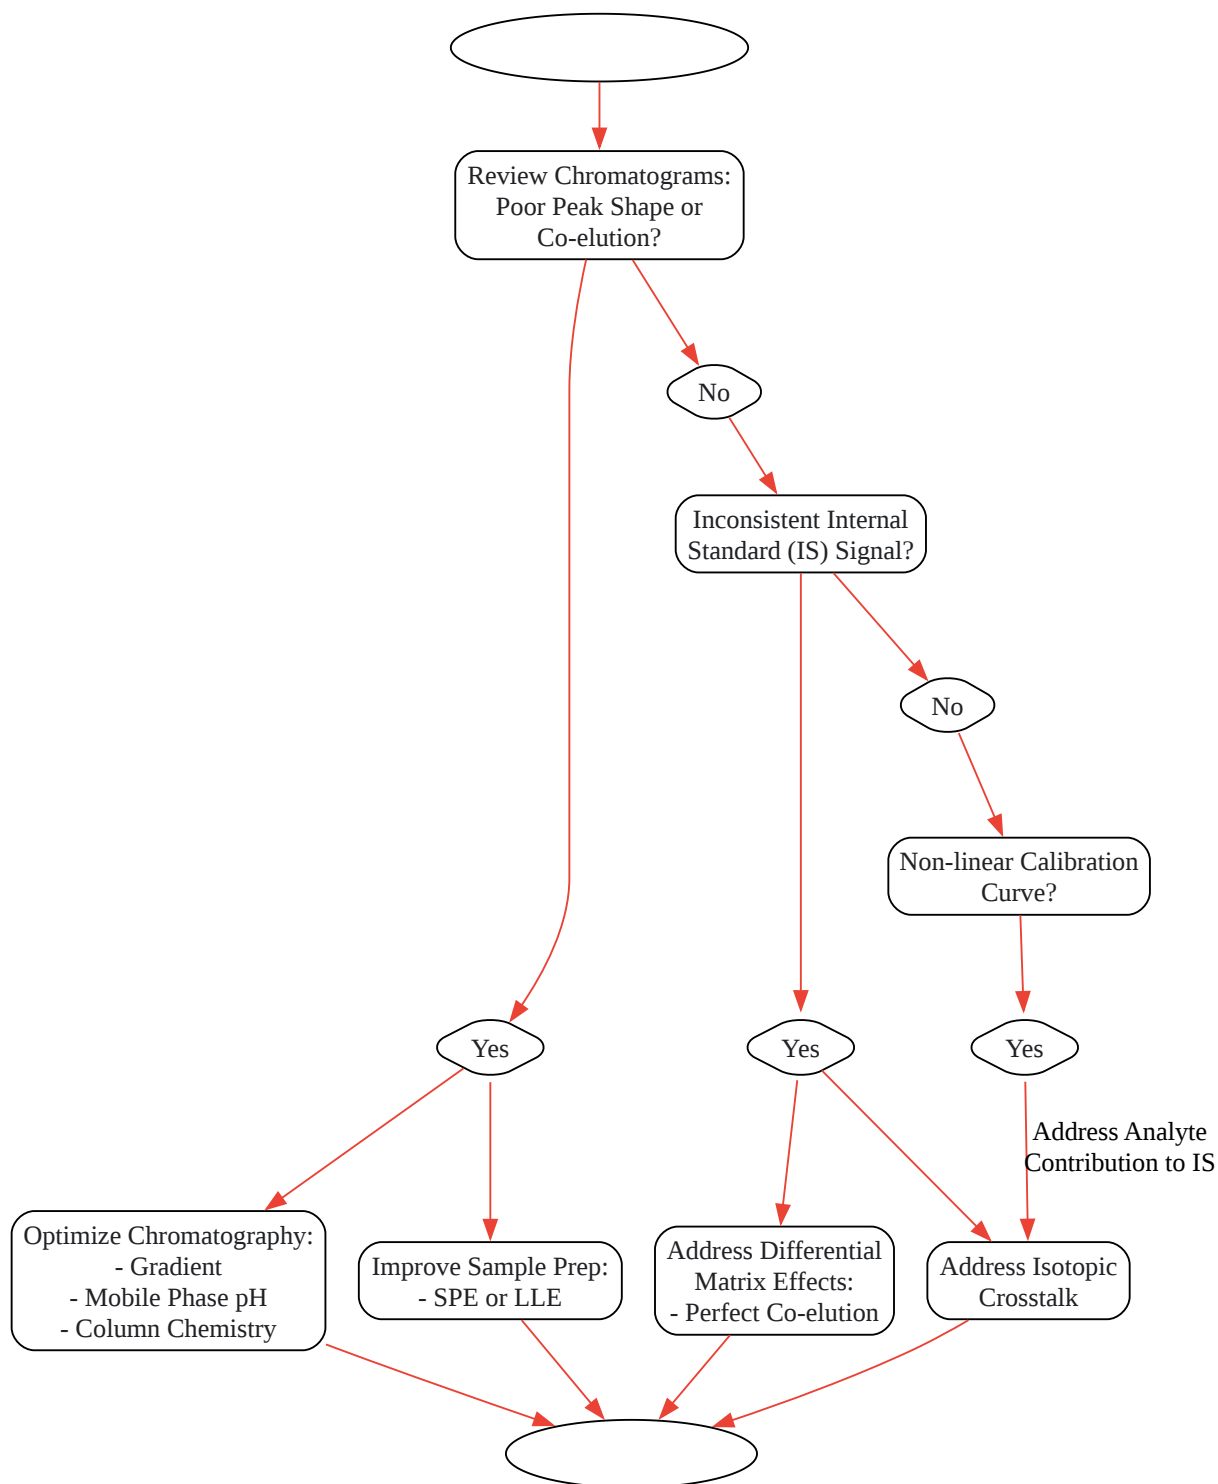 Review Chromatograms:
Poor Peak Shape or
Co-elution?
No
Inconsistent Internal
Standard (IS) Signal?
No
Non-linear Calibration
Curve?
Yes
Yes
Yes
Address Analyte
Contribution to IS
Optimize Chromatography:
- Gradient
- Mobile Phase pH
- Column Chemistry
Improve Sample Prep:
- SPE or LLE
Address Differential
Matrix Effects:
- Perfect Co-elution
Address Isotopic
Crosstalk